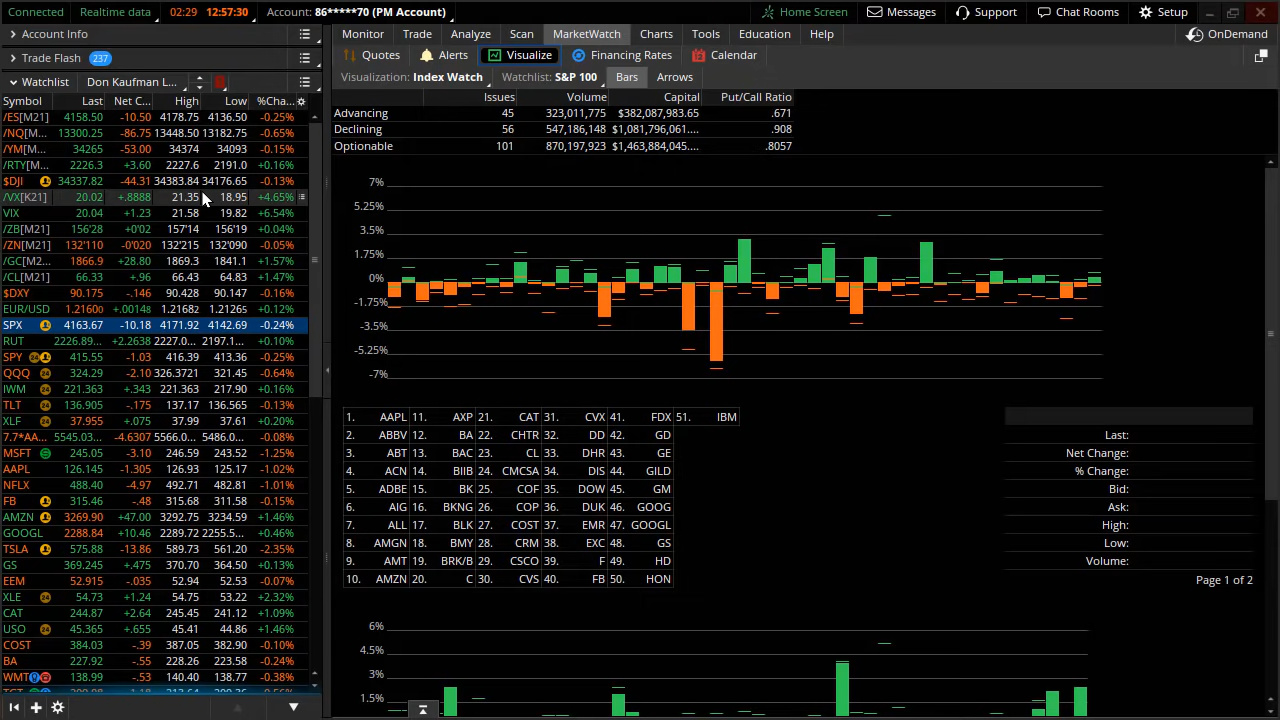 Connected Realtime data 02:29 12:57:30 Account: 86*****70 (PM Account) Home Screen Messages Support Chat Rooms Setup
Account Info
Trade Flash 237
Watchlist Don Kaufman L...
Symbol Last Net C... High Low %Cha...
/ES[M21] 4158.50 -10.50 4178.75 4136.50 -0.25%
/NQ[M... 13300.25 -86.75 13448.50 13182.75 -0.65%
/YM[M... 34265 -53.00 34374 34093 -0.15%
/RTY[M... 2226.3 +3.60 2227.6 2191.0 +0.16%
$DJI 34337.82 -44.31 34383.84 34176.65 -0.13%
/VX[K21] 20.02 +.8888 21.35 18.95 +4.65%
VIX 20.04 +1.23 21.58 19.82 +6.54%
/ZB[M21] 156'28 +0'02 157'14 156'19 +0.04%
/ZN[M21] 132'110 -0'020 132'215 132'090 -0.05%
/GC[M2... 1866.9 +28.80 1869.3 1841.1 +1.57%
/CL[M21] 66.33 +.96 66.43 64.83 +1.47%
$DXY 90.175 -.146 90.428 90.147 -0.16%
EUR/USD 1.21600 +.00148 1.21682 1.21265 +0.12%
SPX 4163.67 -10.18 4171.92 4142.69 -0.24%
RUT 2226.89... +2.2638 2227.0... 2197.1... +0.10%
SPY 24 415.55 -1.03 416.39 413.36 -0.25%
QQQ 24 324.29 -2.10 326.3721 321.45 -0.64%
IWM 24 221.363 +.343 221.363 217.90 +0.16%
TLT 24 136.905 -.175 137.17 136.565 -0.13%
XLF 24 37.955 +.075 37.99 37.61 +0.20%
7.7*AA... 5545.03... -4.6307 5566.0... 5486.0... -0.08%
MSFT 245.05 -3.10 246.59 243.52 -1.25%
AAPL 126.145 -1.305 126.93 125.17 -1.02%
NFLX 488.40 -4.97 492.71 482.81 -1.01%
FB 315.46 -.48 315.68 311.58 -0.15%
AMZN 3269.90 +47.00 3292.75 3234.59 +1.46%
GOOGL 2288.84 +10.46 2289.72 2255.5... +0.46%
TSLA 575.88 -13.86 589.73 561.20 -2.35%
GS 369.245 +.475 370.70 364.50 +0.13%
EEM 52.915 -.035 52.94 52.53 -0.07%
XLE 24 54.73 +1.24 54.75 53.22 +2.32%
CAT 244.87 +2.64 245.45 241.12 +1.09%
USO 24 45.365 +.655 45.41 44.86 +1.46%
COST 384.03 -.39 387.05 382.90 -0.10%
BA 227.92 -.55 228.26 223.58 -0.24%
WMT 138.99 -.53 140.40 138.77 -0.38%
Monitor Trade Analyze Scan MarketWatch Charts Tools Education Help OnDemand
Quotes Alerts Visualize Financing Rates Calendar
Visualization: Index Watch Watchlist: S&P 100 Bars Arrows
Issues Volume Capital Put/Call Ratio
Advancing 45 323,011,775 $382,087,983.65 .671
Declining 56 547,186,148 $1,081,796,061.... .908
Optionable 101 870,197,923 $1,463,884,045.... .8057
7%
5.25%
3.5%
1.75%
0%
-1.75%
-3.5%
-5.25%
-7%
1. AAPL 11. AXP 21. CAT 31. CVX 41. FDX 51. IBM
2. ABBV 12. BA 22. CHTR 32. DD 42. GD
3. ABT 13. BAC 23. CL 33. DHR 43. GE
4. ACN 14. BIIB 24. CMCSA 34. DIS 44. GILD
5. ADBE 15. BK 25. COF 35. DOW 45. GM
6. AIG 16. BKNG 26. COP 36. DUK 46. GOOG
7. ALL 17. BLK 27. COST 37. EMR 47. GOOGL
8. AMGN 18. BMY 28. CRM 38. EXC 48. GS
9. AMT 19. BRK/B 29. CSCO 39. F 49. HD
10. AMZN 20. C 30. CVS 40. FB 50. HON
Last:
Net Change:
% Change:
Bid:
Ask:
High:
Low:
Volume:
Page 1 of 2
6%
4.5%
3%
1.5%